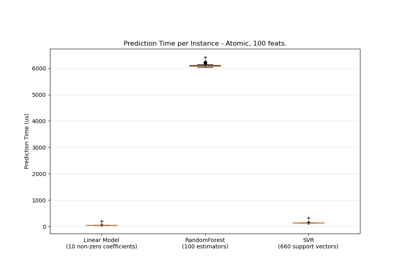 Prediction Time per Instance - Atomic, 100 feats.
Prediction Time (us)
6000
5000
4000
3000
2000
1000
0
Linear Model
(10 non-zero coefficients)
RandomForest
(100 estimators)
SVR
(660 support vectors)